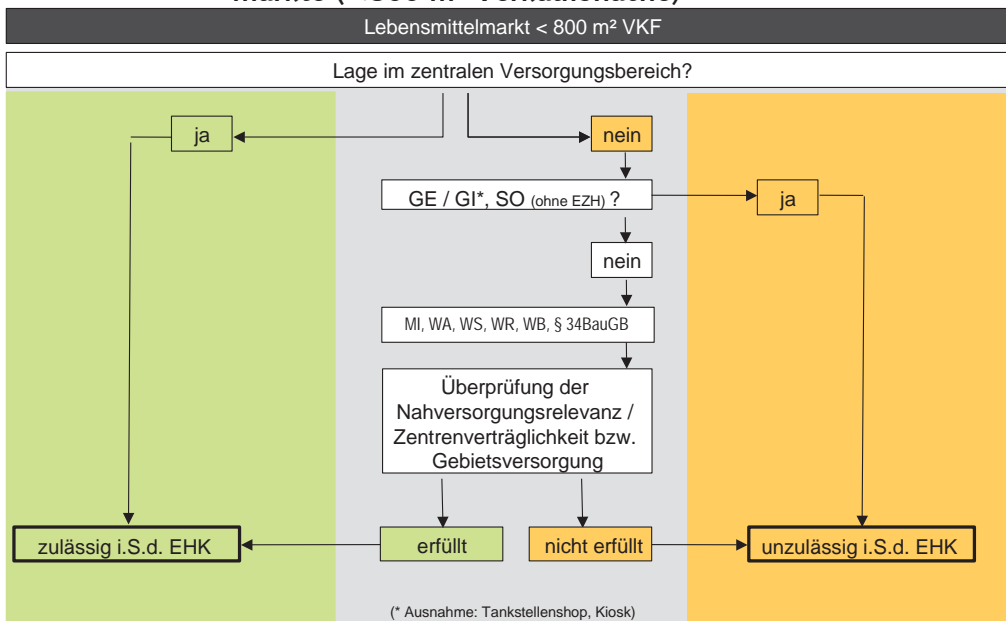 Lebensmittelmarkt < 800 m² VKF
Lage im zentralen Versorgungsbereich?
ja
nein
GE / GI*, SO (ohne EZH) ?
ja
nein
MI, WA, WS, WR, WB, § 34BauGB
Überprüfung der
Nahversorgungsrelevanz /
Zentrenverträglichkeit bzw.
Gebietsversorgung
zulässig i.S.d. EHK
erfüllt
nicht erfüllt
unzulässig i.S.d. EHK
(* Ausnahme: Tankstellenshop, Kiosk)